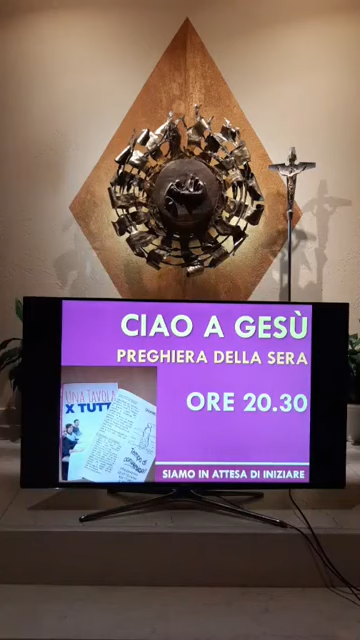 CIAO A GESÙ
PREGHIERA DELLA SERA
ORE 20.30
UNA TAVOLA
X TUTTI
SIAMO IN ATTESA DI INIZIARE